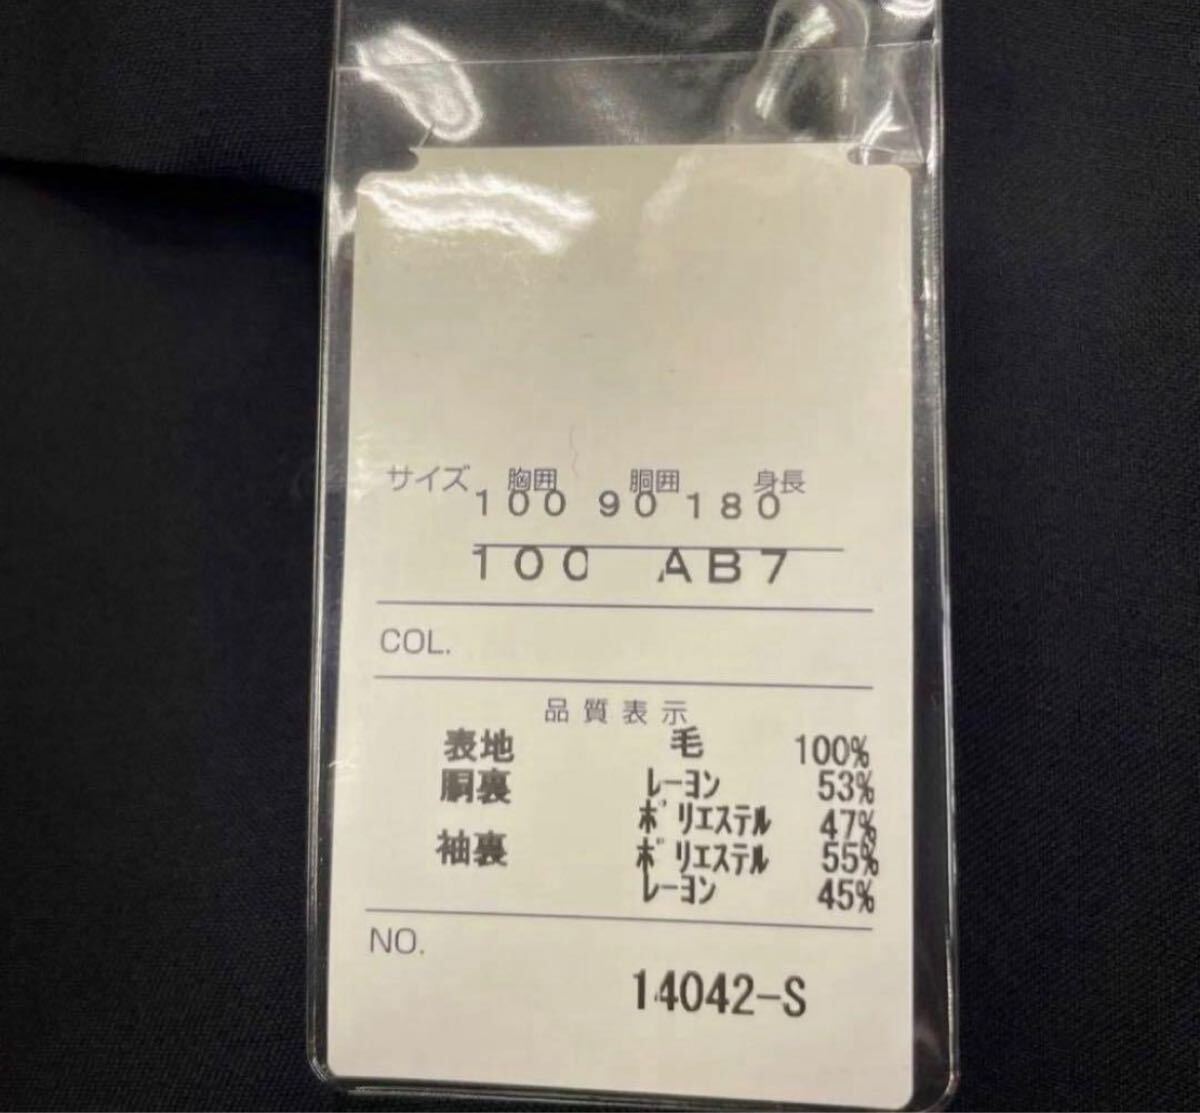 サイズ 胸囲 胴囲 身長
100 90 180
100 AB7
COL.
品質表示
表地 毛 100%
胴裏 レーヨン 53%
ポリエステル 47%
袖裏 ポリエステル 55%
レーヨン 45%
NO.
14042-S